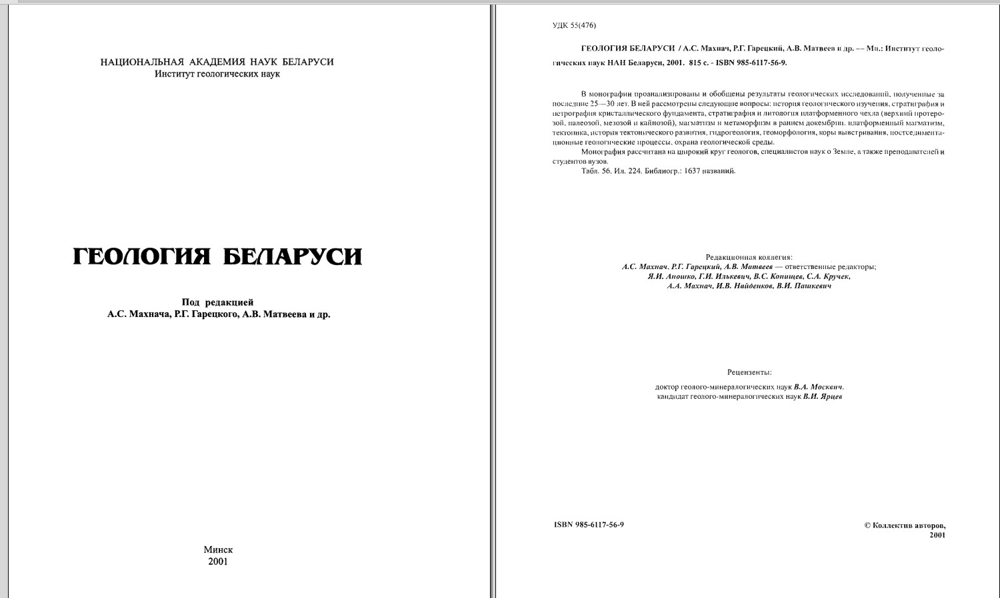 НАЦИОНАЛЬНАЯ АКАДЕМИЯ НАУК БЕЛАРУСИ
Институт геологических наук
ГЕОЛОГИЯ БЕЛАРУСИ
Под редакцией
А.С. Махнача, Р.Г. Гарецкого, А.В. Матвеева и др.
Минск
2001
УДК 55(476)
ГЕОЛОГИЯ БЕЛАРУСИ / А.С. Махнач, Р.Г. Гарецкий, А.В. Матвеев и др. — Мн.: Институт геоло-
гических наук НАН Беларуси, 2001. 815 с. - ISBN 985-6117-56-9.
В монографии проанализированы и обобщены результаты геологических исследований, полученные за
последние 25—30 лет. В ней рассмотрены следующие вопросы: история геологического изучения, стратиграфия и
петрография кристаллического фундамента, стратиграфия и литология платформенного чехла (верхний протеро-
зой, палеозой, мезозой и кайнозой), магматизм и метаморфизм в раннем докембрии, платформенный магматизм,
тектоника, история тектонического развития, гидрогеология, геоморфология, коры выветривания, постседимента-
ционные геологические процессы, охрана геологической среды.
Монография рассчитана на широкий круг геологов, специалистов наук о Земле, а также преподавателей и
студентов вузов.
Табл. 56. Ил. 224. Библиогр.: 1637 названий.
Редакционная коллегия:
А.С. Махнач, Р.Г. Гарецкий, А.В. Матвеев — ответственные редакторы;
Я.И. Аношко, Г.И. Илькевич, В.С. Конищев, С.А. Кручек,
А.А. Махнач, И.В. Найденков, В.И. Пашкевич
Рецензенты:
доктор геолого-минералогических наук В.А. Москвич,
кандидат геолого-минералогических наук В.И. Ярцев
ISBN 985-6117-56-9
© Коллектив авторов,
2001